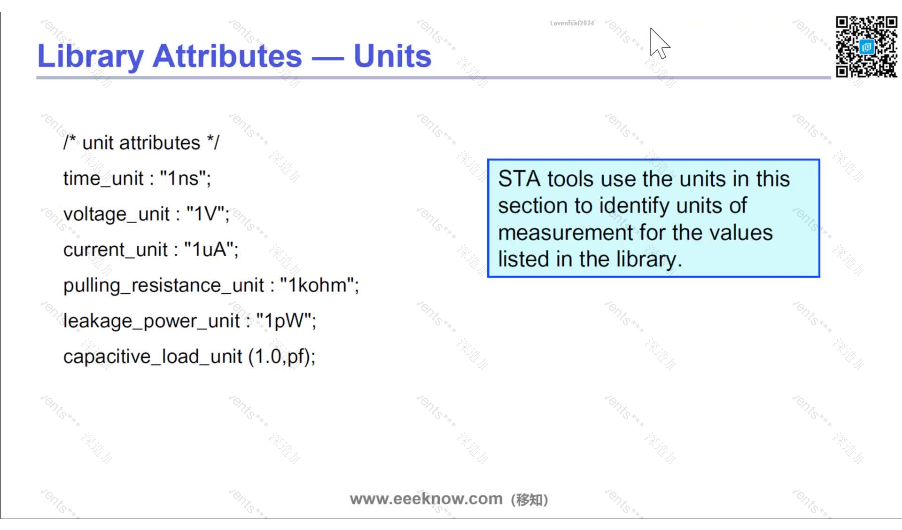 Library Attributes — Units
/* unit attributes */
time_unit : "1ns";
voltage_unit : "1V";
current_unit : "1uA";
pulling_resistance_unit : "1kohm";
leakage_power_unit : "1pW";
capacitive_load_unit (1.0,pf);
STA tools use the units in this
section to identify units of
measurement for the values
listed in the library.
www.eeeknow.com (移知)